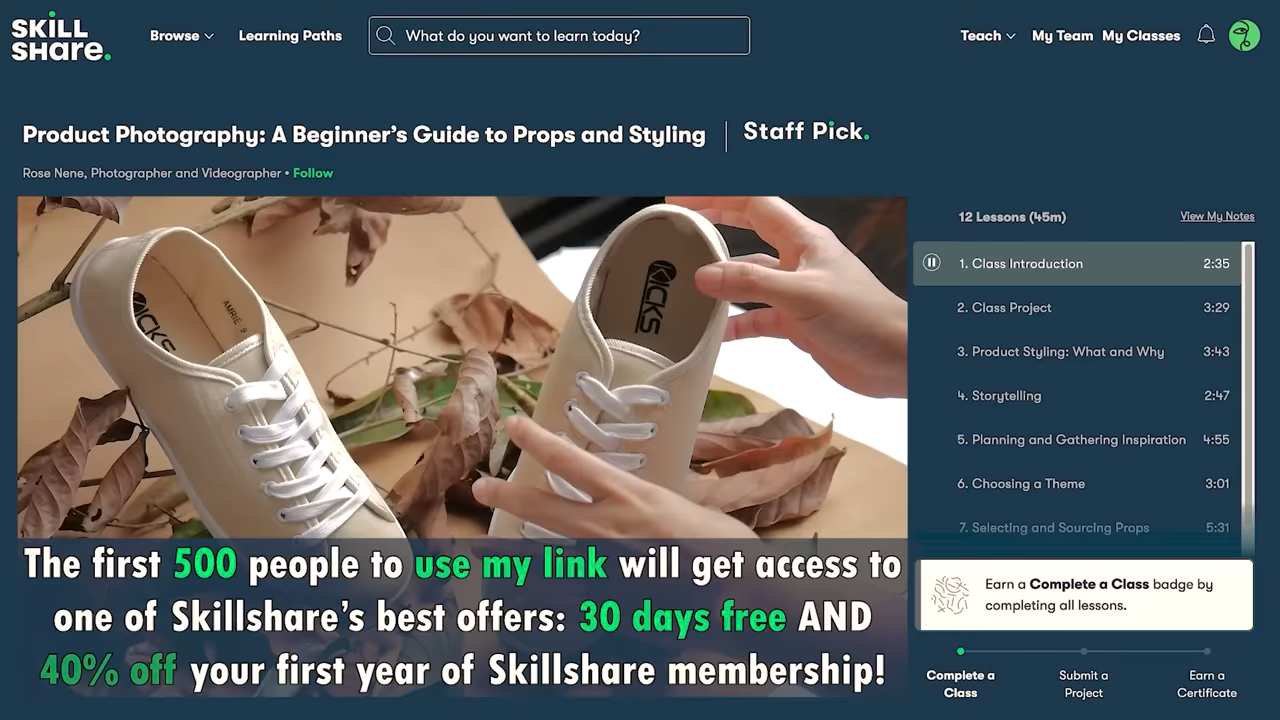 SKILL
SHARE.
Browse
Learning Paths
What do you want to learn today?
Teach
My Team
My Classes
Product Photography: A Beginner's Guide to Props and Styling
Staff Pick.
Rose Nene, Photographer and Videographer • Follow
12 Lessons (45m)
View My Notes
1. Class Introduction 2:35
2. Class Project 3:29
3. Product Styling: What and Why 3:43
4. Storytelling 2:47
5. Planning and Gathering Inspiration 4:55
6. Choosing a Theme 3:01
7. Selecting and Sourcing Props 5:31
KICKS
AMRIE 9
KICKS
The first 500 people to use my link will get access to
one of Skillshare's best offers: 30 days free AND
40% off your first year of Skillshare membership!
Earn a Complete a Class badge by
completing all lessons.
Complete a
Class
Submit a
Project
Earn a
Certificate